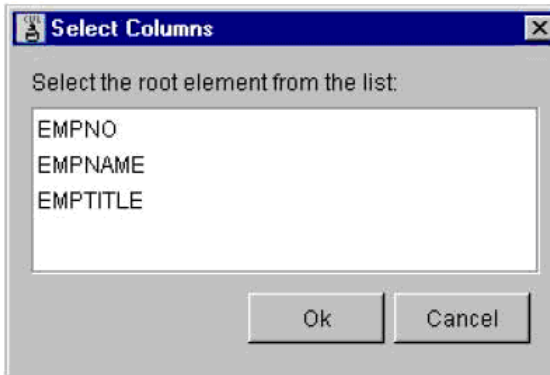 Select Columns
Select the root element from the list:
EMPNO
EMPNAME
EMPTITLE
Ok
Cancel